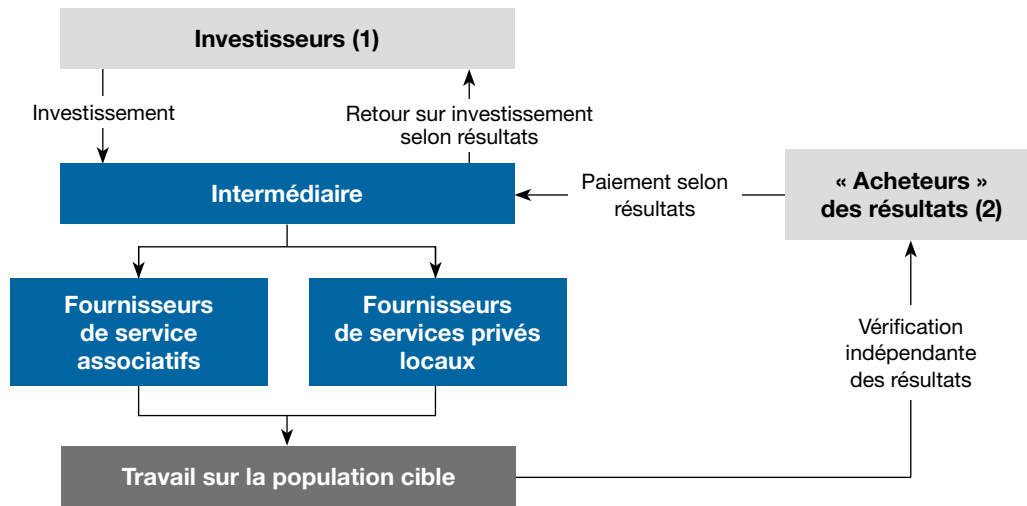 Investisseurs (1)
Investissement
Retour sur investissement
selon résultats
Intermédiaire
Paiement selon
résultats
« Acheteurs »
des résultats (2)
Fournisseurs
de service
associatifs
Fournisseurs
de services privés
locaux
Vérification
indépendante
des résultats
Travail sur la population cible